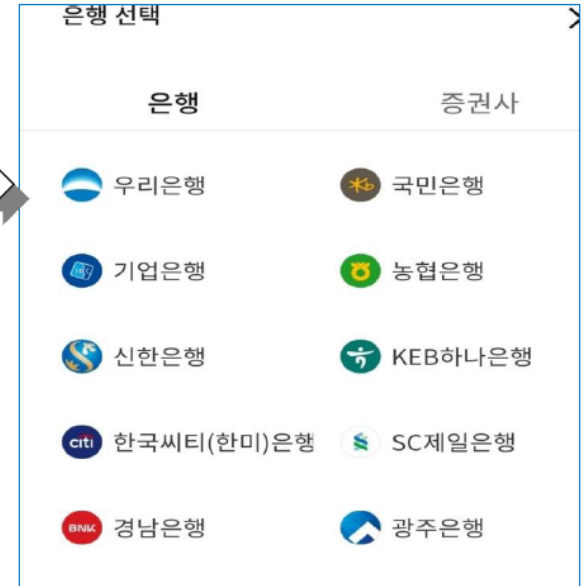 은행 선택
은행 증권사
우리은행 국민은행
기업은행 농협은행
신한은행 KEB하나은행
citi 한국씨티(한미)은행 SC제일은행
BNK 경남은행 광주은행